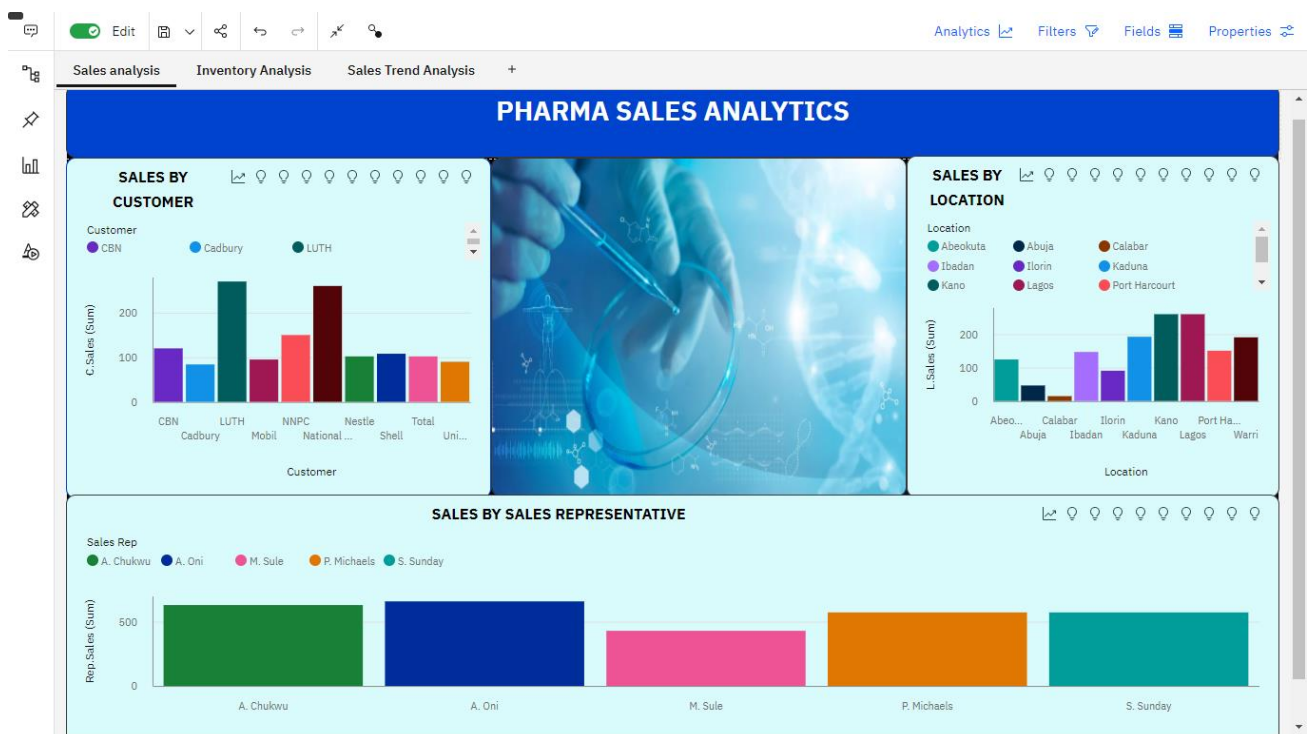 Edit
Analytics Filters Fields Properties
Sales analysis Inventory Analysis Sales Trend Analysis +
PHARMA SALES ANALYTICS
SALES BY
CUSTOMER
Customer
CBN Cadbury LUTH
C.Sales (Sum)
200
100
0
CBN LUTH NNPC Nestle Total
Cadbury Mobil National ... Shell Uni...
Customer
SALES BY
LOCATION
Location
Abeokuta Abuja Calabar
Ibadan Ilorin Kaduna
Kano Lagos Port Harcourt
L.Sales (Sum)
200
100
0
Abeo... Calabar Ilorin Kano Port Ha...
Abuja Ibadan Kaduna Lagos Warri
Location
SALES BY SALES REPRESENTATIVE
Sales Rep
A. Chukwu A. Oni M. Sule P. Michaels S. Sunday
Rep.Sales (Sum)
500
0
A. Chukwu A. Oni M. Sule P. Michaels S. Sunday